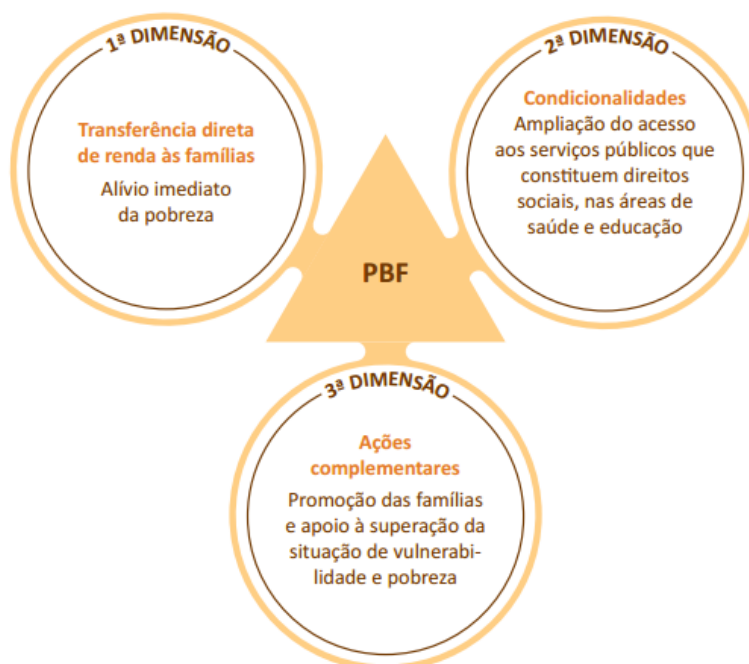 1ª DIMENSÃO
Transferência direta
de renda às famílias
Alívio imediato
da pobreza
2ª DIMENSÃO
Condicionalidades
Ampliação do acesso
aos serviços públicos que
constituem direitos
sociais, nas áreas de
saúde e educação
PBF
3ª DIMENSÃO
Ações
complementares
Promoção das famílias
e apoio à superação da
situação de vulnerabi-
lidade e pobreza